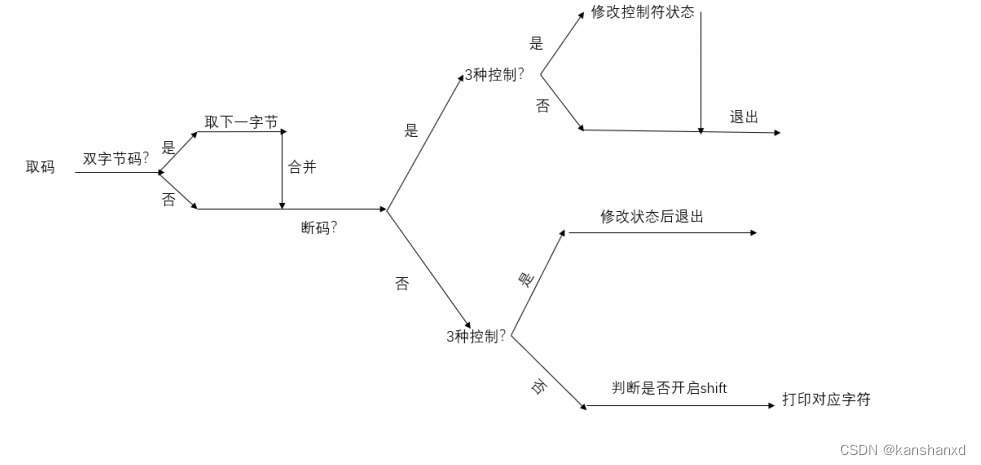 修改控制符状态
是
3种控制?
否
退出
取下一字节
是
双字节码?
是
取码
合并
否
断码?
修改状态后退出
是
否
3种控制?
否
判断是否开启shift
打印对应字符
CSDN @kanshanxd